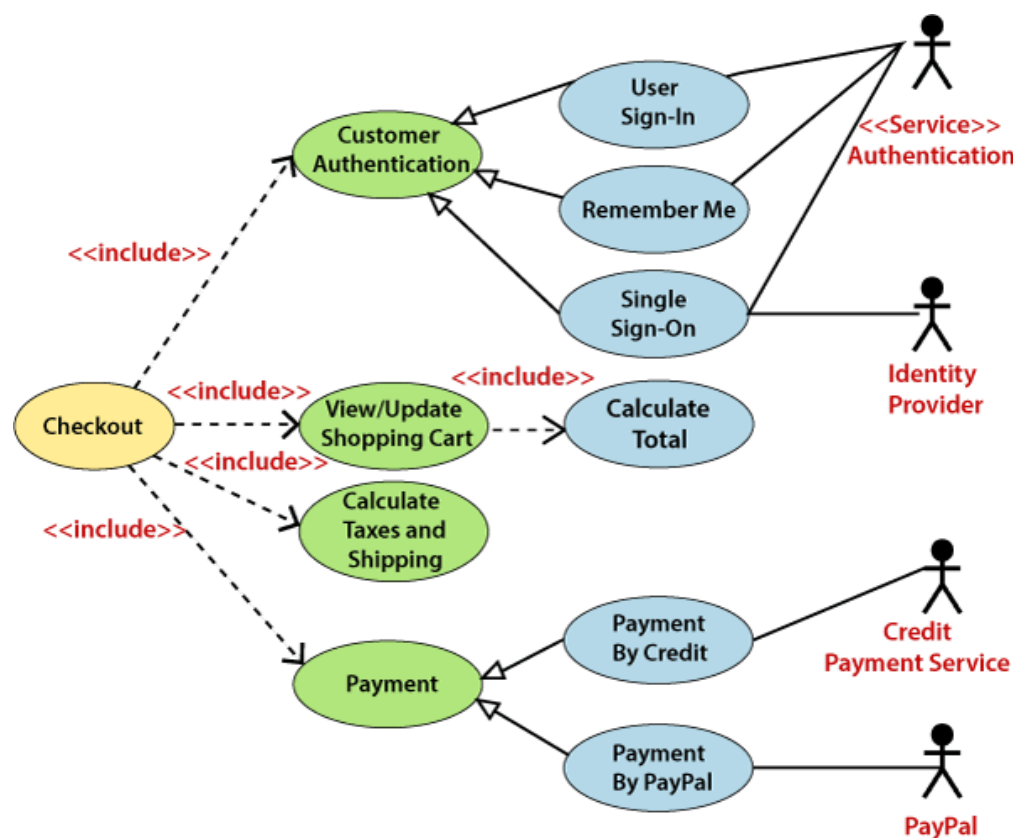 User
Sign-In
<<Service>>
Authentication
Customer
Authentication
Remember Me
<<include>>
Single
Sign-On
Identity
Provider
<<include>>
<<include>>
Checkout
View/Update
Shopping Cart
Calculate
Total
<<include>>
Calculate
Taxes and
Shipping
<<include>>
Payment
By Credit
Credit
Payment Service
Payment
Payment
By PayPal
PayPal